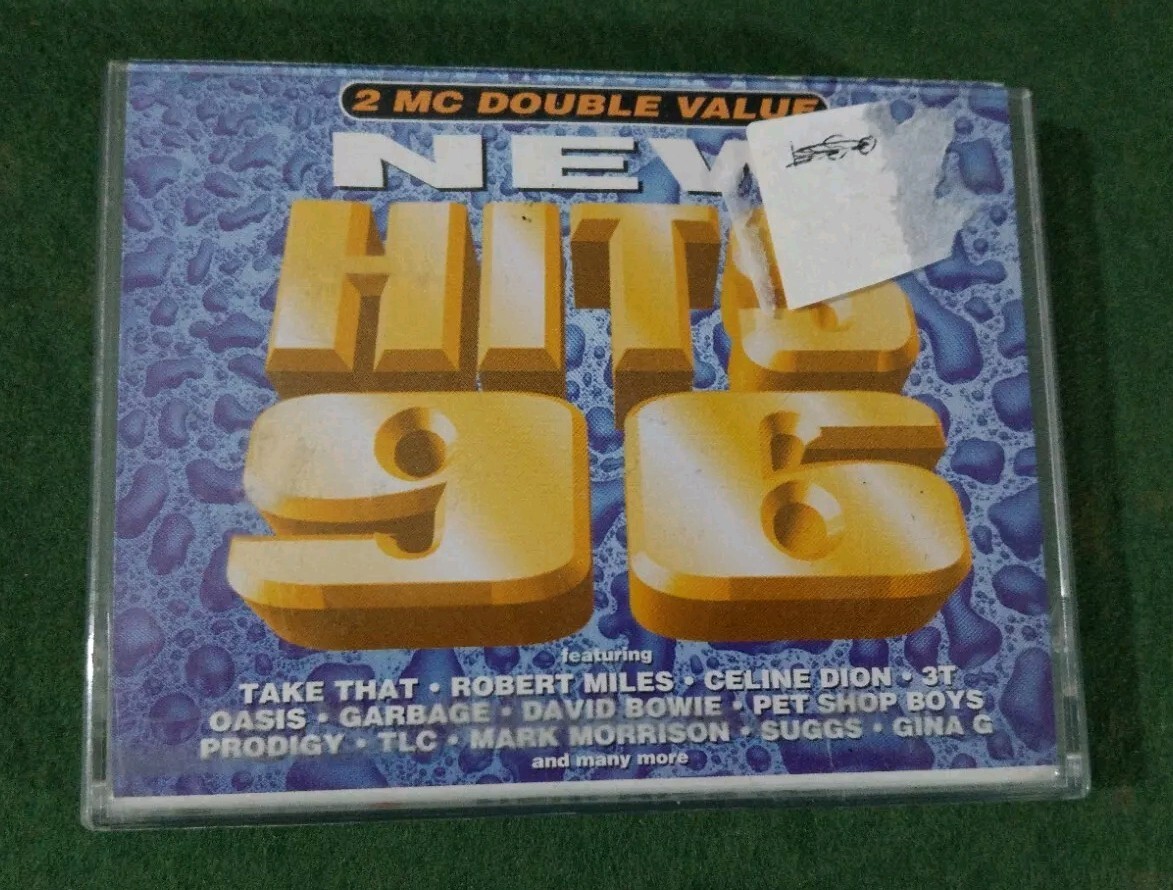 2 MC DOUBLE VALUE
NEW
HITS
96
featuring
TAKE THAT • ROBERT MILES • CELINE DION • 3T
OASIS • GARBAGE • DAVID BOWIE • PET SHOP BOYS
PRODIGY • TLC • MARK MORRISON • SUGGS • GINA G
and many more